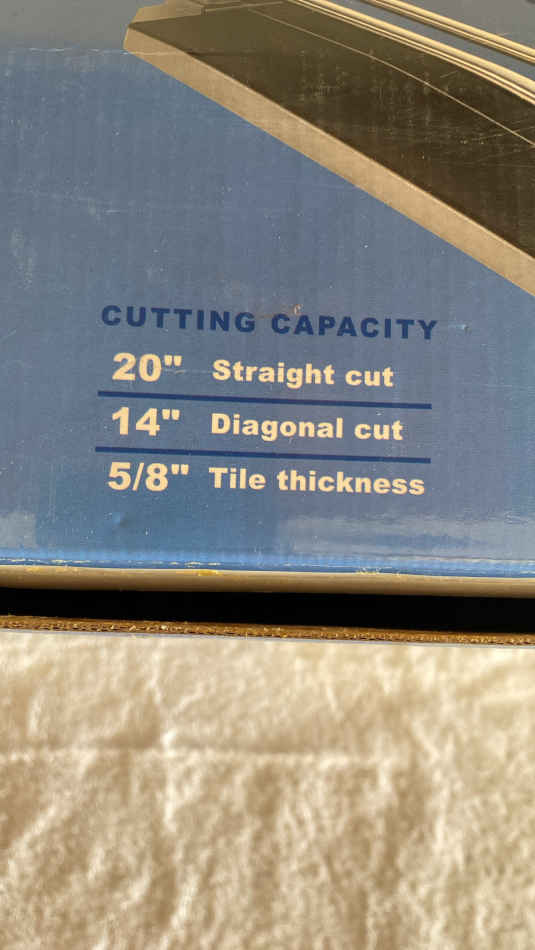 CUTTING CAPACITY
20" Straight cut
14" Diagonal cut
5/8" Tile thickness